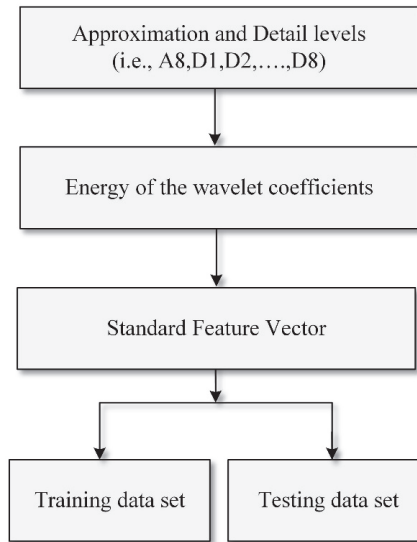 Approximation and Detail levels
(i.e., A8,D1,D2,….,D8)
Energy of the wavelet coefficients
Standard Feature Vector
Training data set
Testing data set